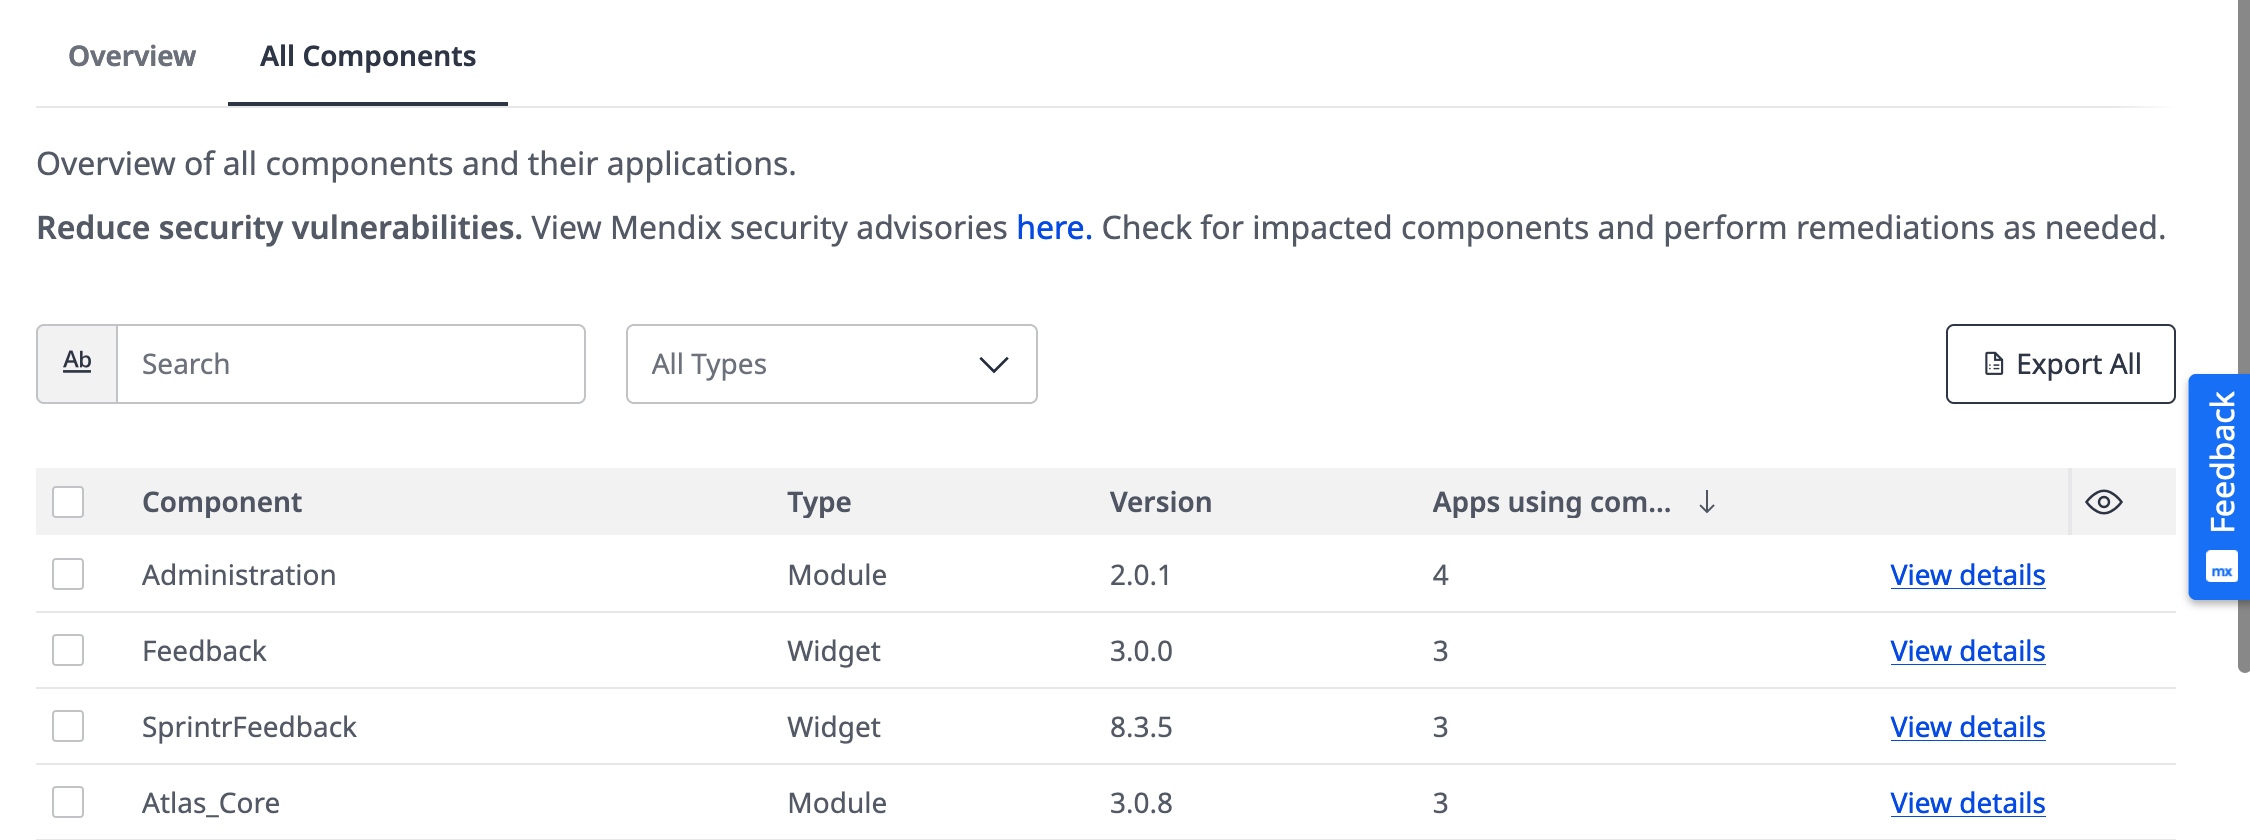 Overview All Components
Overview of all components and their applications.
Reduce security vulnerabilities. View Mendix security advisories here. Check for impacted components and perform remediations as needed.
Ab Search All Types Export All
Feedback
mx
Component Type Version Apps using com...
Administration Module 2.0.1 4 View details
Feedback Widget 3.0.0 3 View details
SprintrFeedback Widget 8.3.5 3 View details
Atlas_Core Module 3.0.8 3 View details